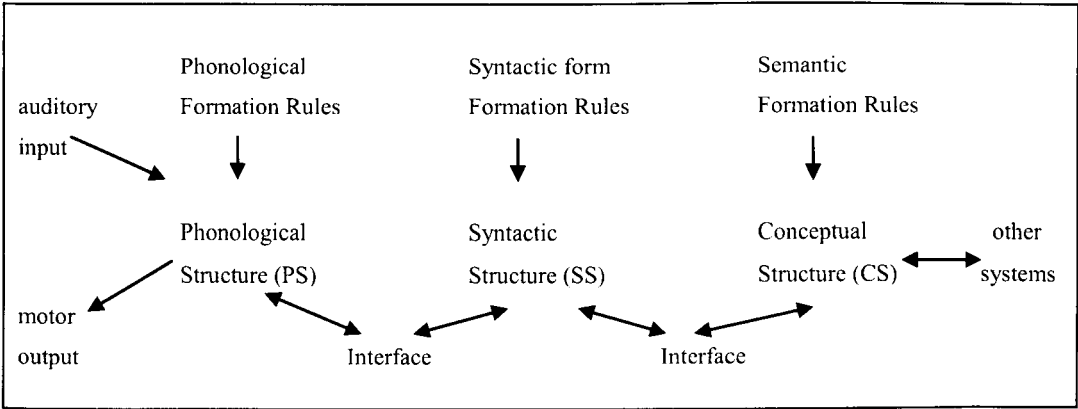 Phonological
Formation Rules
Syntactic form
Formation Rules
Semantic
Formation Rules
auditory
input
Phonological
Structure (PS)
Syntactic
Structure (SS)
Conceptual
Structure (CS)
other
systems
motor
output
Interface
Interface